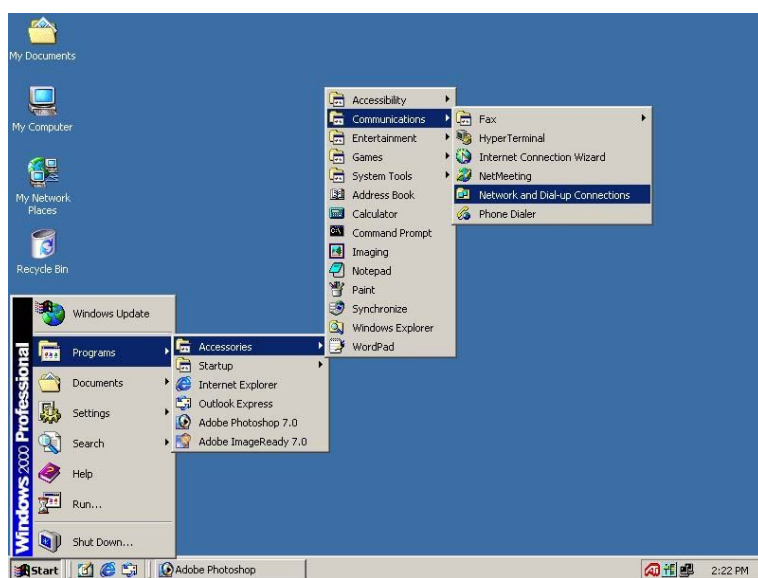 My Documents
My Computer
My Network
Places
Recycle Bin
Accessibility
Communications
Entertainment
Games
System Tools
Address Book
Calculator
Command Prompt
Imaging
Notepad
Paint
Synchronize
Windows Explorer
WordPad
Fax
HyperTerminal
Internet Connection Wizard
NetMeeting
Network and Dial-up Connections
Phone Dialer
Windows 2000 Professional
Windows Update
Programs
Documents
Settings
Search
Help
Run...
Shut Down...
Accessories
Startup
Internet Explorer
Outlook Express
Adobe Photoshop 7.0
Adobe ImageReady 7.0
Start
Adobe Photoshop
2:22 PM